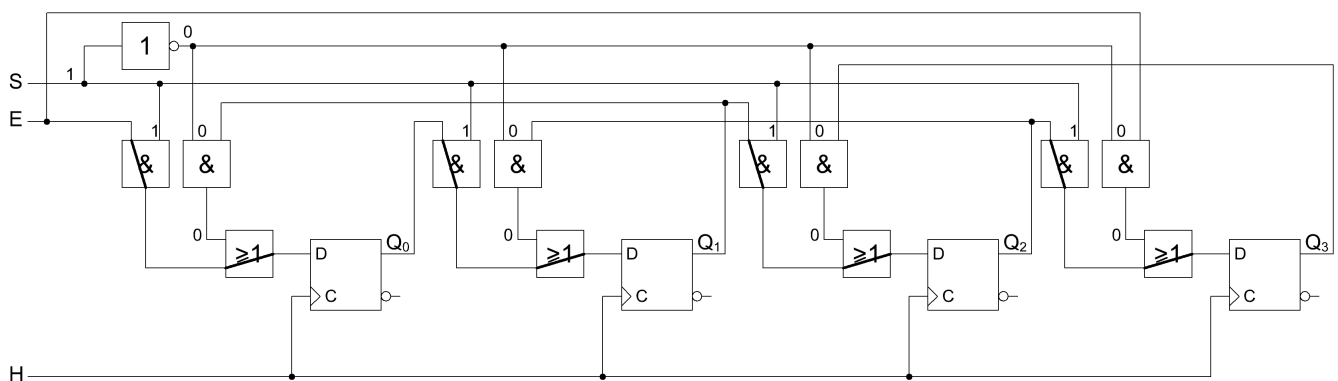 1 0
S 1
E
1 0 1 0 1 0 1 0
& & & & & & & &
0 Q0 0 Q1 0 Q2 0 Q3
≥1 D ≥1 D ≥1 D ≥1 D
C C C C
H